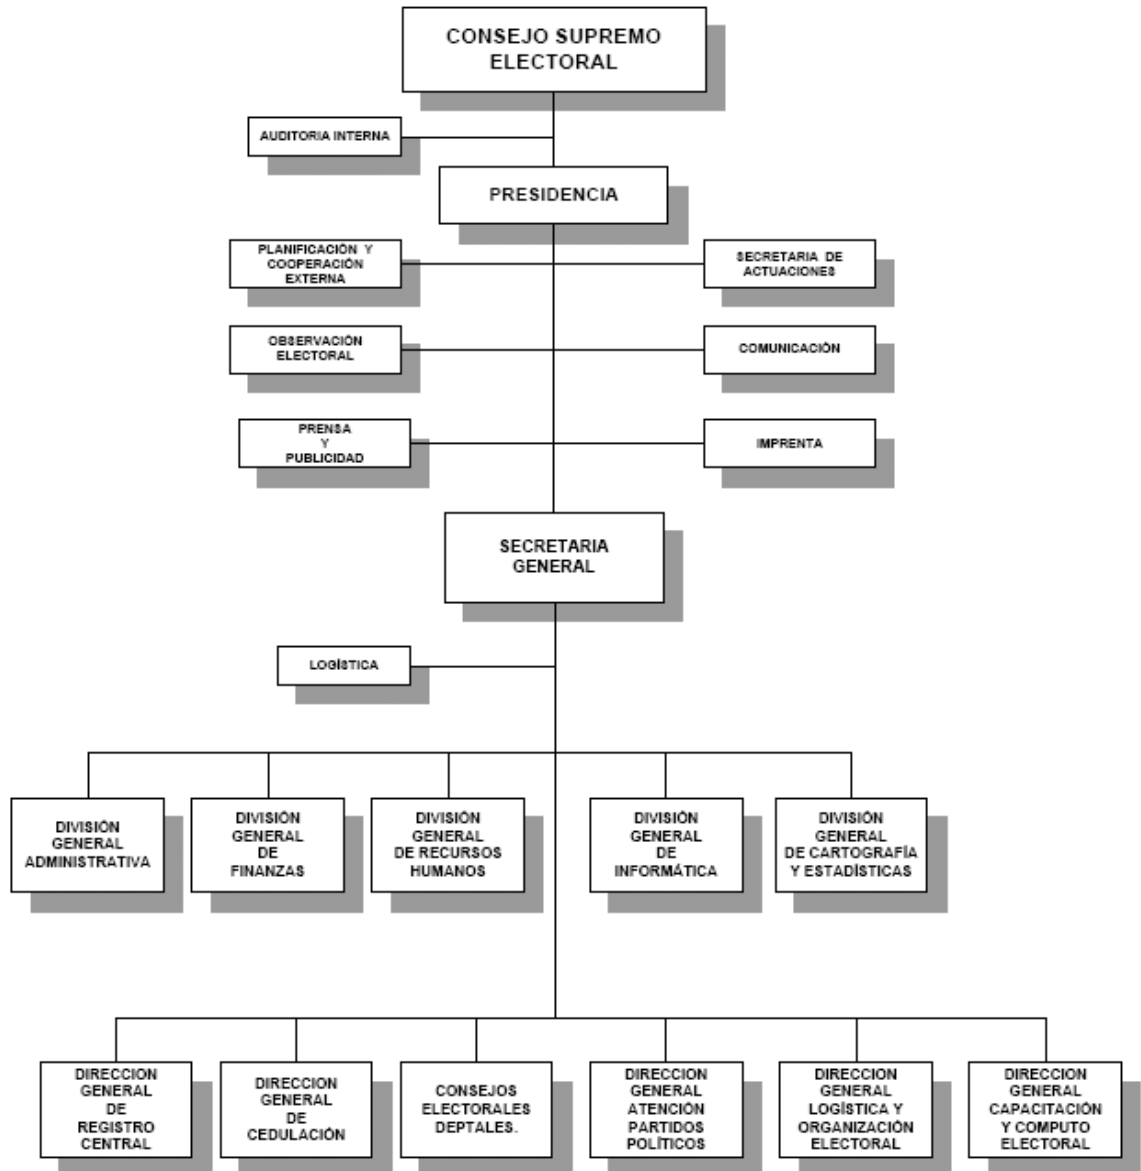 CONSEJO SUPREMO
ELECTORAL
AUDITORIA INTERNA
PRESIDENCIA
PLANIFICACIÓN Y
COOPERACIÓN
EXTERNA
SECRETARIA DE
ACTUACIONES
OBSERVACIÓN
ELECTORAL
COMUNICACIÓN
PRENSA
Y
PUBLICIDAD
IMPRENTA
SECRETARIA
GENERAL
LOGÍSTICA
DIVISIÓN
GENERAL
ADMINISTRATIVA
DIVISIÓN
GENERAL
DE
FINANZAS
DIVISIÓN
GENERAL
DE RECURSOS
HUMANOS
DIVISIÓN
GENERAL
DE
INFORMÁTICA
DIVISIÓN
GENERAL
DE CARTOGRAFÍA
Y ESTADÍSTICAS
DIRECCION
GENERAL
DE
REGISTRO
CENTRAL
DIRECCION
GENERAL
DE
CEDULACIÓN
CONSEJOS
ELECTORALES
DEPTALES.
DIRECCION
GENERAL
ATENCIÓN
PARTIDOS
POLÍTICOS
DIRECCION
GENERAL
LOGÍSTICA Y
ORGANIZACIÓN
ELECTORAL
DIRECCION
GENERAL
CAPACITACIÓN
Y COMPUTO
ELECTORAL